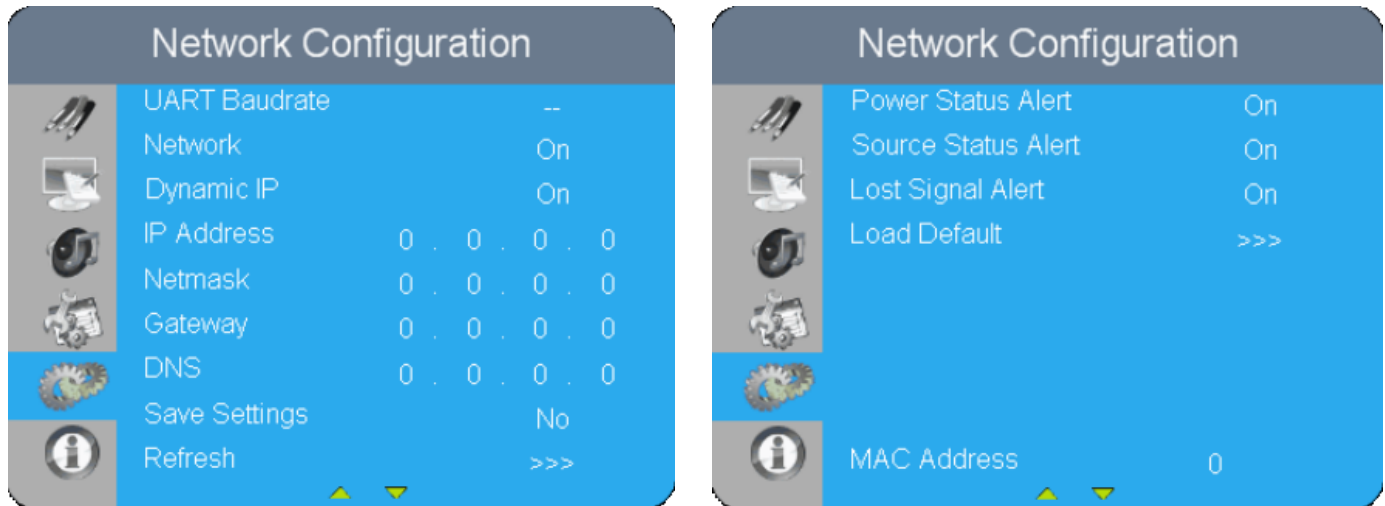 Network Configuration
UART Baudrate --
Network On
Dynamic IP On
IP Address 0 . 0 . 0 . 0
Netmask 0 . 0 . 0 . 0
Gateway 0 . 0 . 0 . 0
DNS 0 . 0 . 0 . 0
Save Settings No
Refresh >>>
Network Configuration
Power Status Alert On
Source Status Alert On
Lost Signal Alert On
Load Default >>>
MAC Address 0